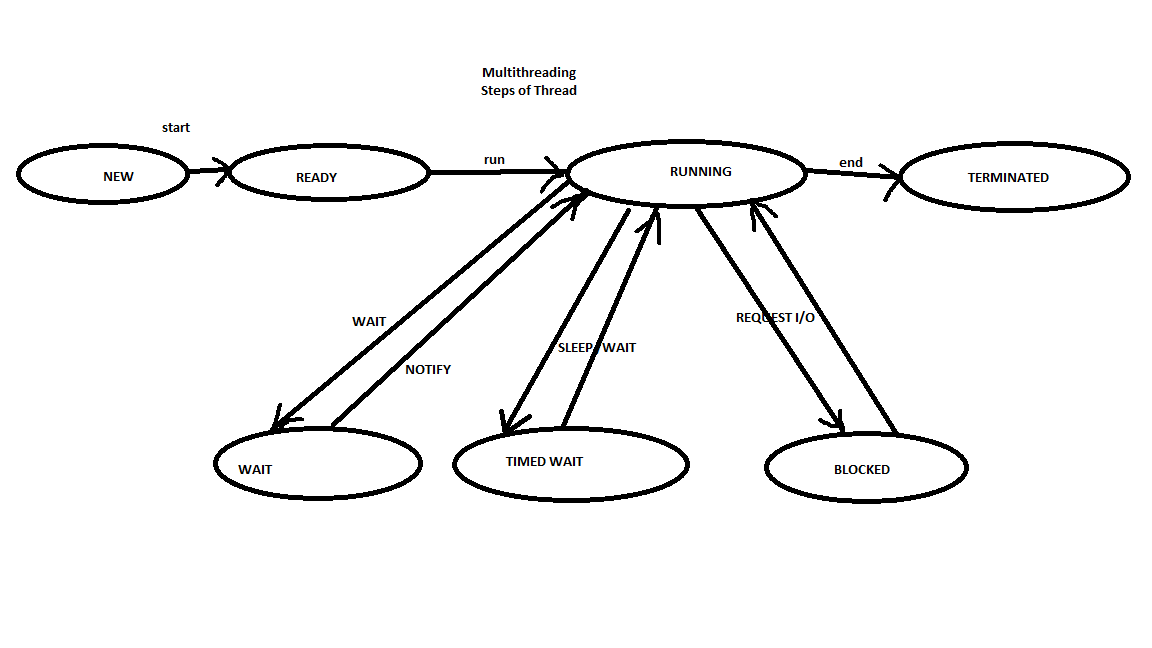 Multithreading
Steps of Thread
start
run
end
NEW
READY
RUNNING
TERMINATED
WAIT
NOTIFY
SLEEP/WAIT
REQUEST I/O
WAIT
TIMED WAIT
BLOCKED